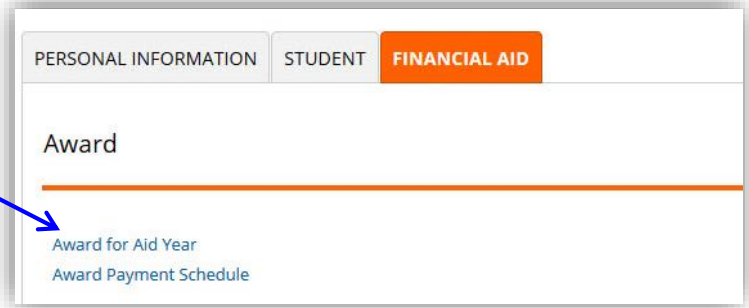 PERSONAL INFORMATION STUDENT FINANCIAL AID
Award
Award for Aid Year
Award Payment Schedule